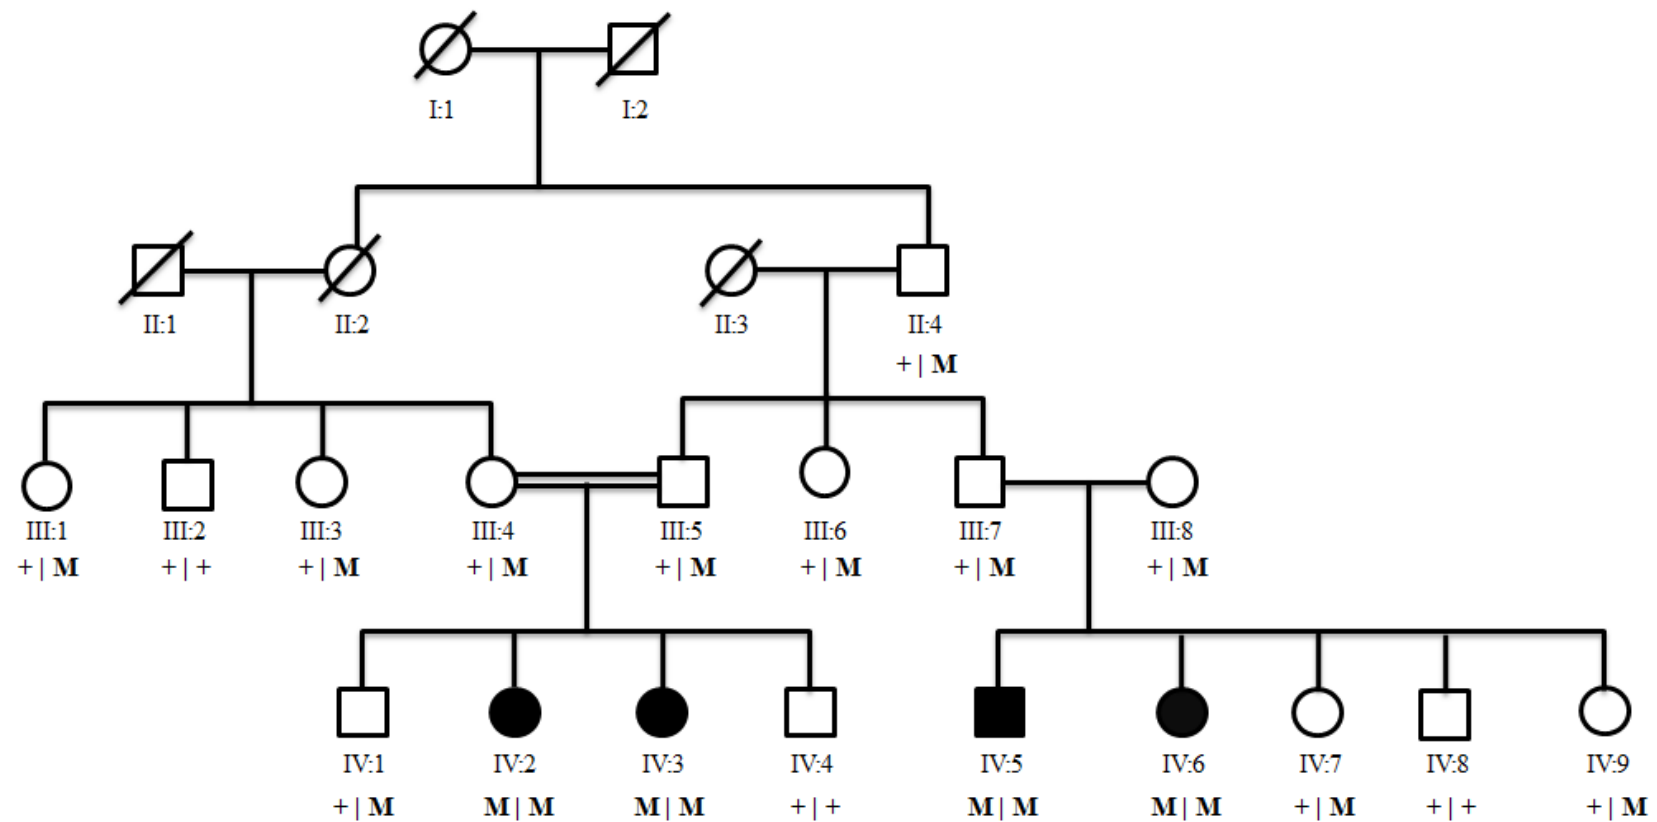 I:1 I:2
II:1 II:2 II:3 II:4
+ | M
III:1 III:2 III:3 III:4 III:5 III:6 III:7 III:8
+ | M + | + + | M + | M + | M + | M + | M + | M
IV:1 IV:2 IV:3 IV:4 IV:5 IV:6 IV:7 IV:8 IV:9
+ | M M | M M | M + | + M | M M | M + | M + | + + | M